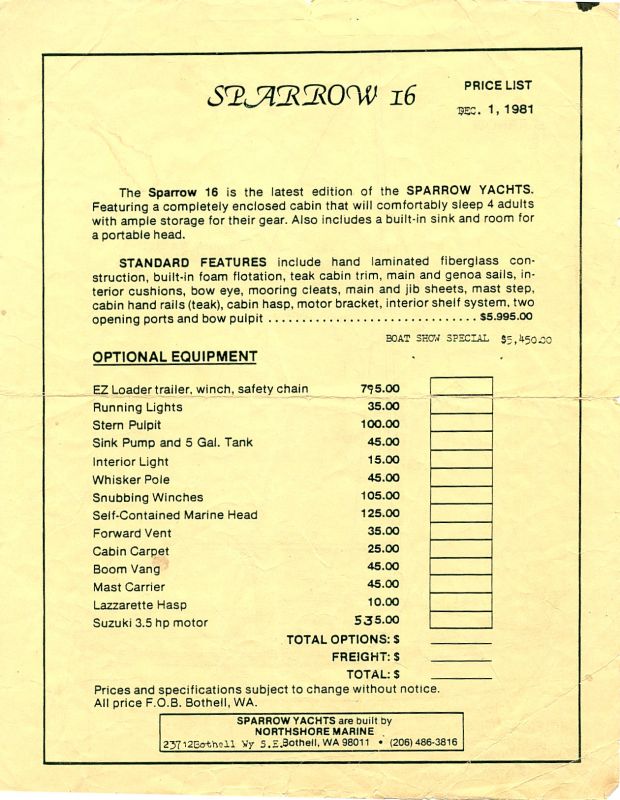 SPARROW 16
PRICE LIST
DEC. 1, 1981
The Sparrow 16 is the latest edition of the SPARROW YACHTS.
Featuring a completely enclosed cabin that will comfortably sleep 4 adults
with ample storage for their gear. Also includes a built-in sink and room for
a portable head.
STANDARD FEATURES include hand laminated fiberglass con-
struction, built-in foam flotation, teak cabin trim, main and genoa sails, in-
terior cushions, bow eye, mooring cleats, main and jib sheets, mast step,
cabin hand rails (teak), cabin hasp, motor bracket, interior shelf system, two
opening ports and bow pulpit ................................ $5.995.00
BOAT SHOW SPECIAL $5,450.00
OPTIONAL EQUIPMENT
EZ Loader trailer, winch, safety chain 795.00
Running Lights 35.00
Stern Pulpit 100.00
Sink Pump and 5 Gal. Tank 45.00
Interior Light 15.00
Whisker Pole 45.00
Snubbing Winches 105.00
Self-Contained Marine Head 125.00
Forward Vent 35.00
Cabin Carpet 25.00
Boom Vang 45.00
Mast Carrier 45.00
Lazzarette Hasp 10.00
Suzuki 3.5 hp motor 535.00
TOTAL OPTIONS: $
FREIGHT: $
TOTAL: $
Prices and specifications subject to change without notice.
All price F.O.B. Bothell, WA.
SPARROW YACHTS are built by
NORTHSHORE MARINE
23712Bothell Wy S.E.Bothell, WA 98011 • (206) 486-3816